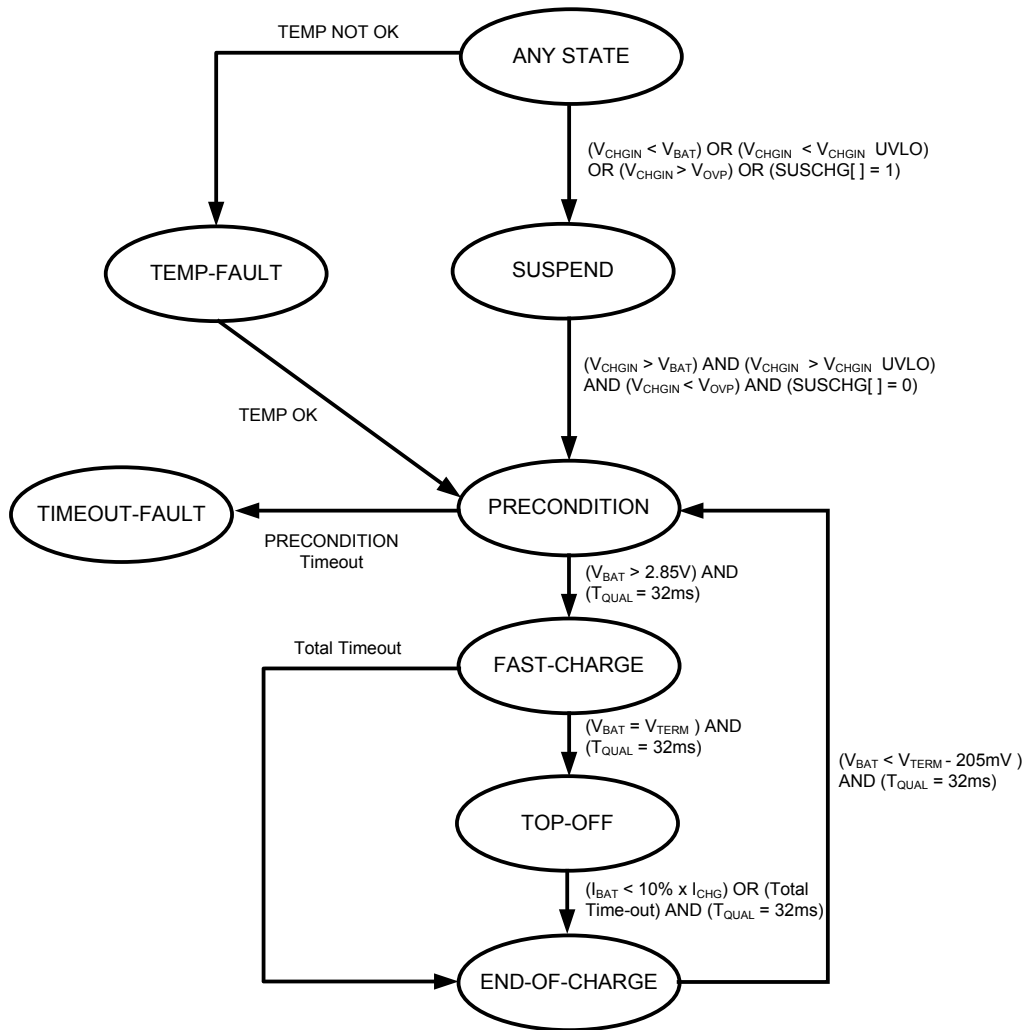 TEMP NOT OK
ANY STATE
(VCHGIN < VBAT) OR (VCHGIN < VCHGIN UVLO)
OR (VCHGIN > VOVP) OR (SUSCHG[ ] = 1)
TEMP-FAULT
SUSPEND
(VCHGIN > VBAT) AND (VCHGIN > VCHGIN UVLO)
AND (VCHGIN < VOVP) AND (SUSCHG[ ] = 0)
TEMP OK
TIMEOUT-FAULT
PRECONDITION
PRECONDITION
Timeout
(VBAT > 2.85V) AND
(TQUAL = 32ms)
Total Timeout
FAST-CHARGE
(VBAT = VTERM ) AND
(TQUAL = 32ms)
(VBAT < VTERM - 205mV )
AND (TQUAL = 32ms)
TOP-OFF
(IBAT < 10% x ICHG) OR (Total
Time-out) AND (TQUAL = 32ms)
END-OF-CHARGE